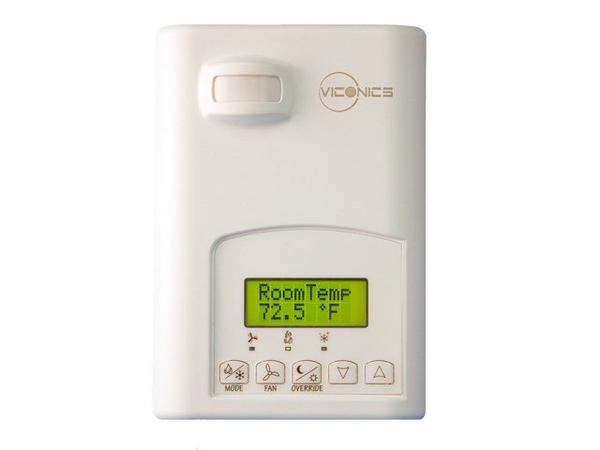 VICONICS
RoomTemp
72.5 °F
MODE FAN OVERRIDE